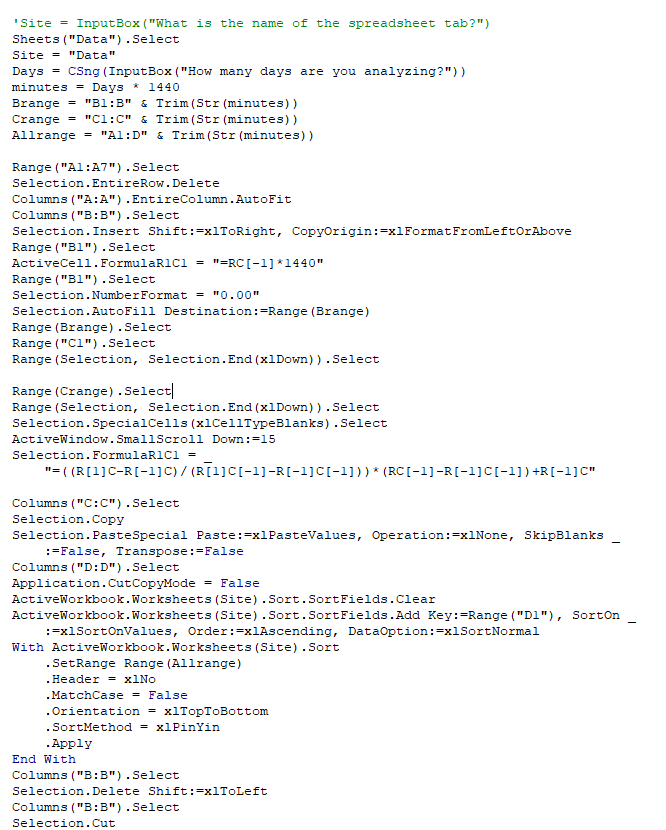 'Site = InputBox("What is the name of the spreadsheet tab?")
Sheets("Data").Select
Site = "Data"
Days = CSng(InputBox("How many days are you analyzing?"))
minutes = Days * 1440
Brange = "B1:B" & Trim(Str(minutes))
Crange = "C1:C" & Trim(Str(minutes))
Allrange = "A1:D" & Trim(Str(minutes))
Range("A1:A7").Select
Selection.EntireRow.Delete
Columns("A:A").EntireColumn.AutoFit
Columns("B:B").Select
Selection.Insert Shift:=xlToRight, CopyOrigin:=xlFormatFromLeftOrAbove
Range("B1").Select
ActiveCell.FormulaR1C1 = "=RC[-1]*1440"
Range("B1").Select
Selection.NumberFormat = "0.00"
Selection.AutoFill Destination:=Range(Brange)
Range(Brange).Select
Range("C1").Select
Range(Selection, Selection.End(xlDown)).Select
Range(Crange).Select
Range(Selection, Selection.End(xlDown)).Select
Selection.SpecialCells(xlCellTypeBlanks).Select
ActiveWindow.SmallScroll Down:=15
Selection.FormulaR1C1 = _
"=((R[1]C-R[-1]C)/(R[1]C[-1]-R[-1]C[-1]))*(RC[-1]-R[-1]C[-1])+R[-1]C"
Columns("C:C").Select
Selection.Copy
Selection.PasteSpecial Paste:=xlPasteValues, Operation:=xlNone, SkipBlanks _
:=False, Transpose:=False
Columns("D:D").Select
Application.CutCopyMode = False
ActiveWorkbook.Worksheets(Site).Sort.SortFields.Clear
ActiveWorkbook.Worksheets(Site).Sort.SortFields.Add Key:=Range("D1"), SortOn _
:=xlSortOnValues, Order:=xlAscending, DataOption:=xlSortNormal
With ActiveWorkbook.Worksheets(Site).Sort
.SetRange Range(Allrange)
.Header = xlNo
.MatchCase = False
.Orientation = xlTopToBottom
.SortMethod = xlPinYin
.Apply
End With
Columns("B:B").Select
Selection.Delete Shift:=xlToLeft
Columns("B:B").Select
Selection.Cut